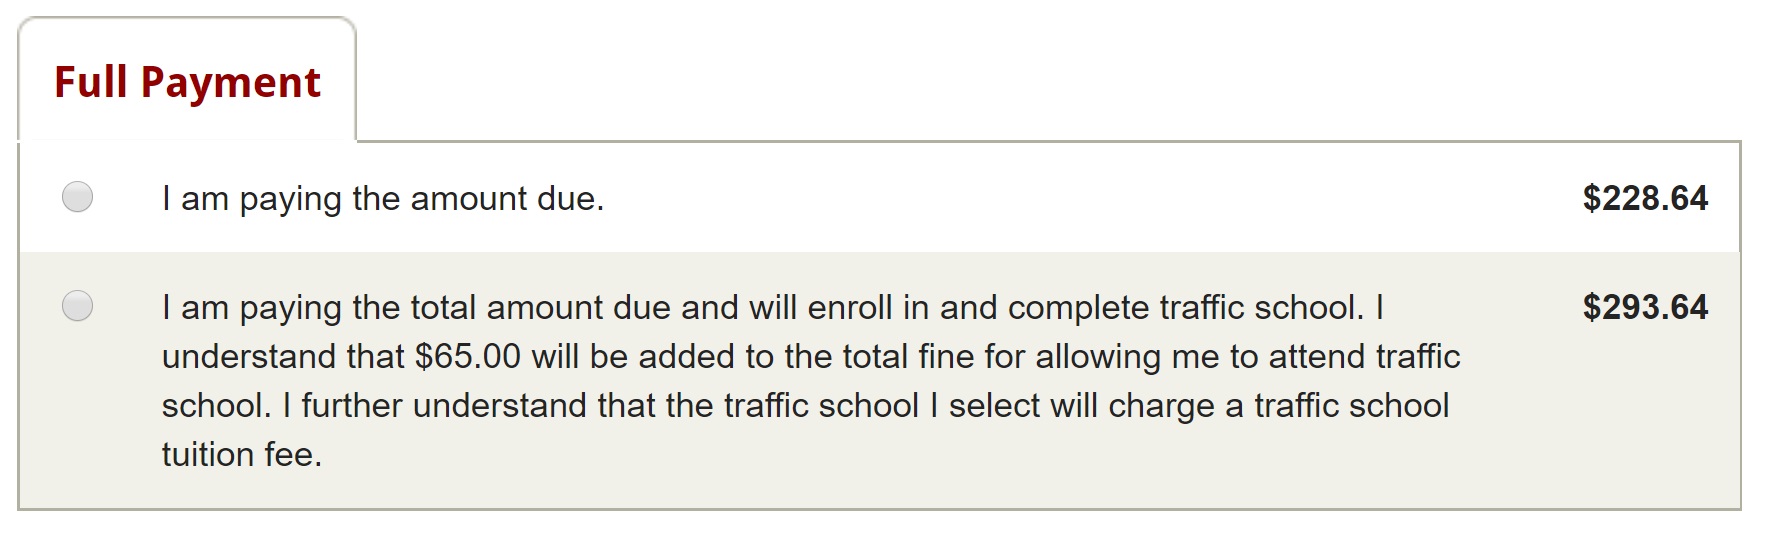 Full Payment
I am paying the amount due. $228.64
I am paying the total amount due and will enroll in and complete traffic school. I $293.64
understand that $65.00 will be added to the total fine for allowing me to attend traffic
school. I further understand that the traffic school I select will charge a traffic school
tuition fee.